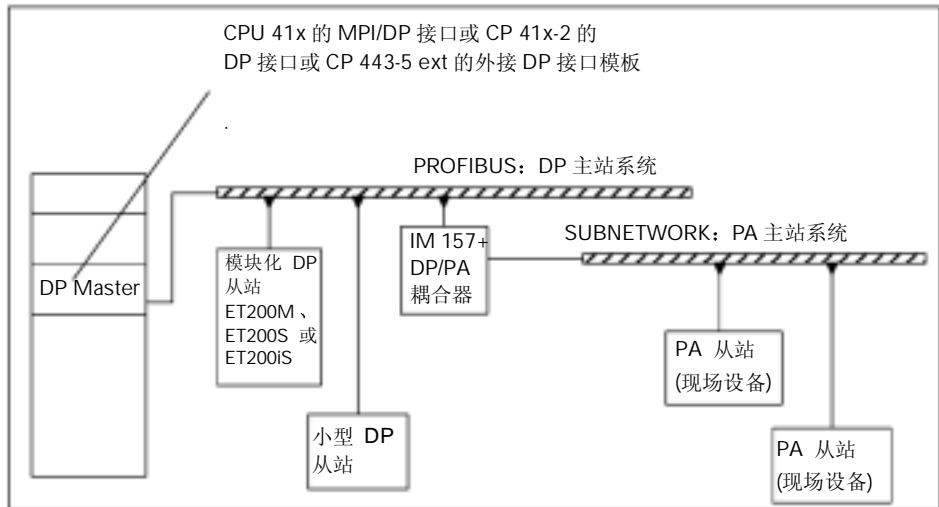 CPU 41x 的 MPI/DP 接口或 CP 41x-2 的
DP 接口或 CP 443-5 ext 的外接 DP 接口模板
.
PROFIBUS：DP 主站系统
SUBNETWORK：PA 主站系统
DP Master
模块化 DP
从站
ET200M、
ET200S 或
ET200iS
IM 157+
DP/PA
耦合器
小型 DP
从站
PA 从站
(现场设备)
PA 从站
(现场设备)